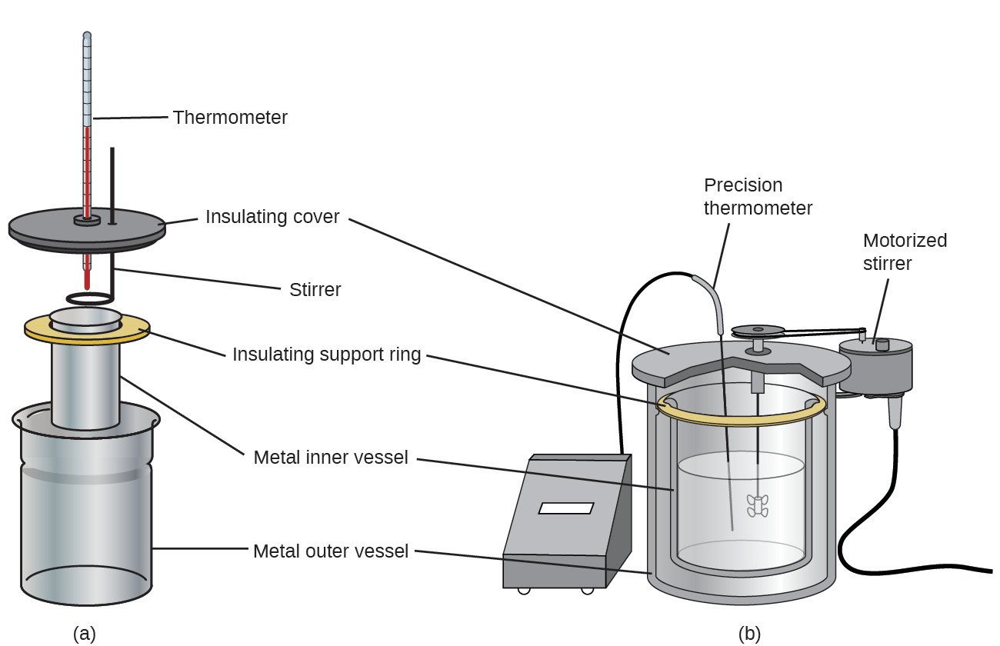 Thermometer
Insulating cover
Stirrer
Insulating support ring
Metal inner vessel
Metal outer vessel
(a)
Precision
thermometer
Motorized
stirrer
(b)